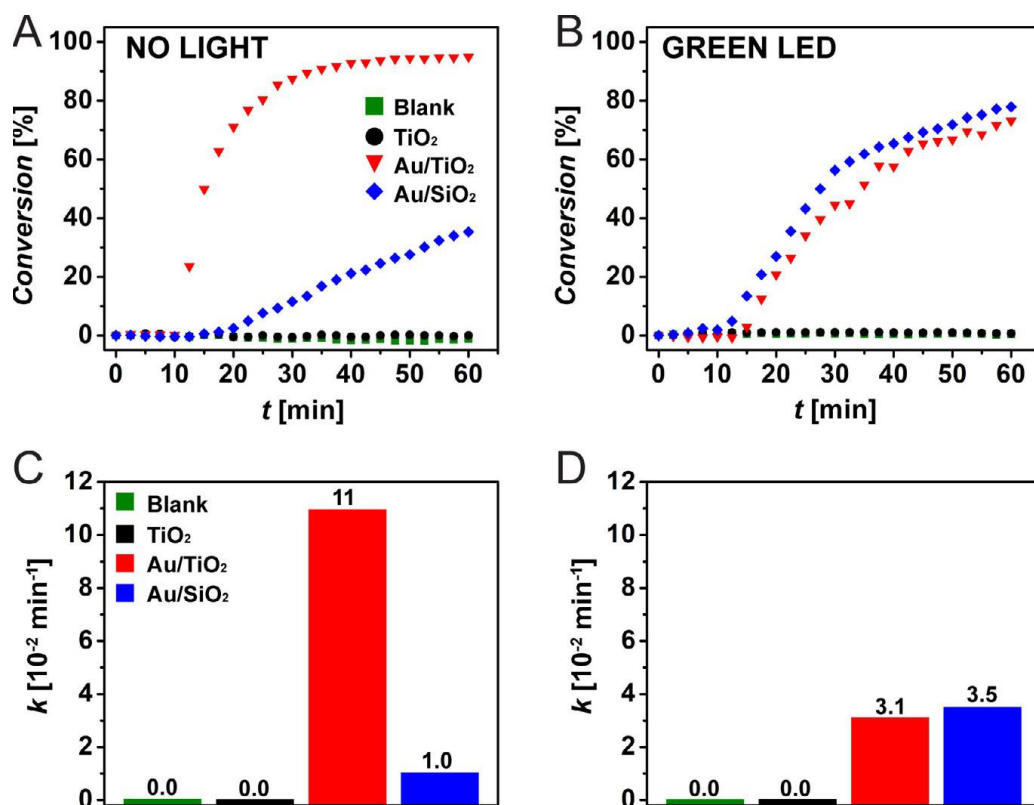 A
NO LIGHT
Conversion [%]
100
80
60
40
20
0
Blank
TiO₂
Au/TiO₂
Au/SiO₂
0 10 20 30 40 50 60
t [min]
B
GREEN LED
Conversion [%]
100
80
60
40
20
0
0 10 20 30 40 50 60
t [min]
C
k [10⁻² min⁻¹]
12
10
8
6
4
2
0
Blank
TiO₂
Au/TiO₂
Au/SiO₂
0.0
0.0
11
1.0
D
k [10⁻² min⁻¹]
12
10
8
6
4
2
0
0.0
0.0
3.1
3.5